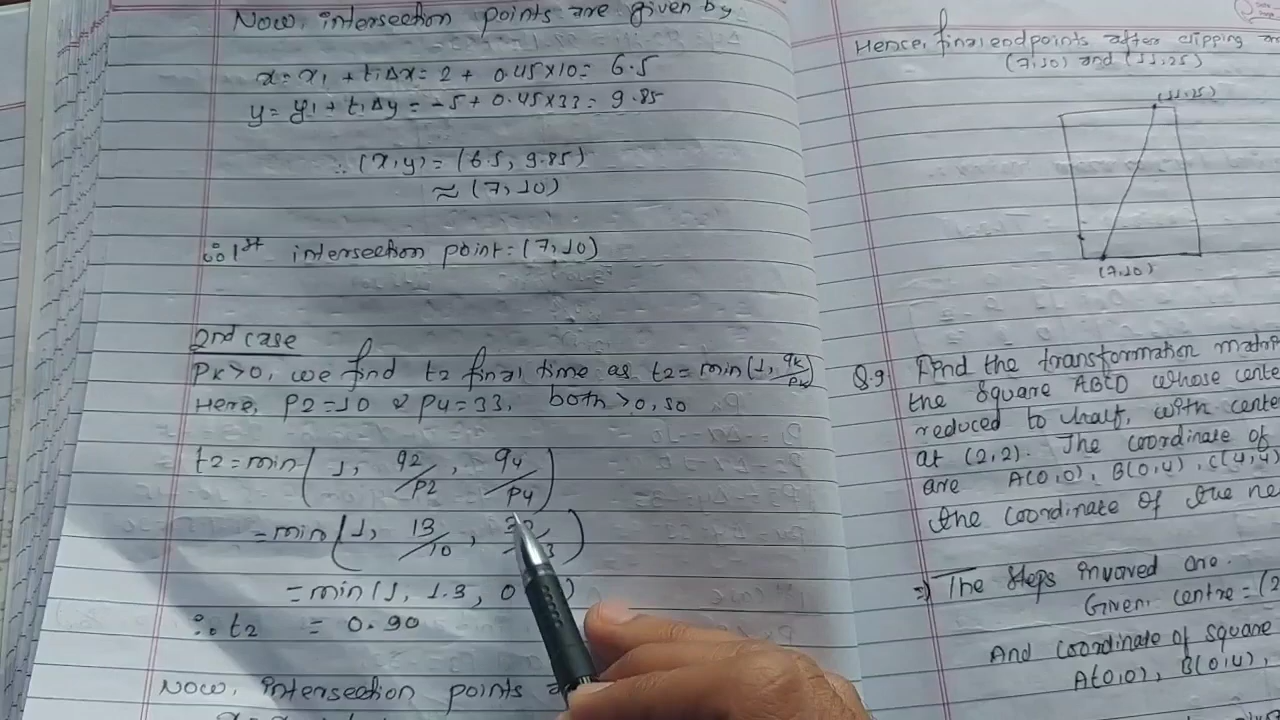 Now, intersection points are given by
x = x1 + t1Δx = 2 + 0.45×10 = 6.5
y = y1 + t1Δy = -5 + 0.45×33 = 9.85
∴ (x,y) = (6.5, 9.85)
≈ (7,10)
∴ 1st intersection point = (7,10)
2nd case
Pk>0, we find t2 final time as t2 = min(1, qk/pk)
Here, P2=10 & P4=33, both >0, so
t2 = min(1, q2/p2, q4/p4)
= min(1, 13/10,
= min(1, 1.3, 0
∴ t2 = 0.90
Now, intersection points
Hence, final endpoints after clipping are
(7,10) and (11,25)
(11,25)
(7,10)
Q.9 Find the transformation matri
the square ABCD whose cente
reduced to half, with cente
at (2,2). The coordinate of
are A(0,0), B(0,4), C(4,4)
the coordinate of the ne
=) The steps invoved are.
Given, centre = (2
And coordinate of square
A(0,0), B(0,4),